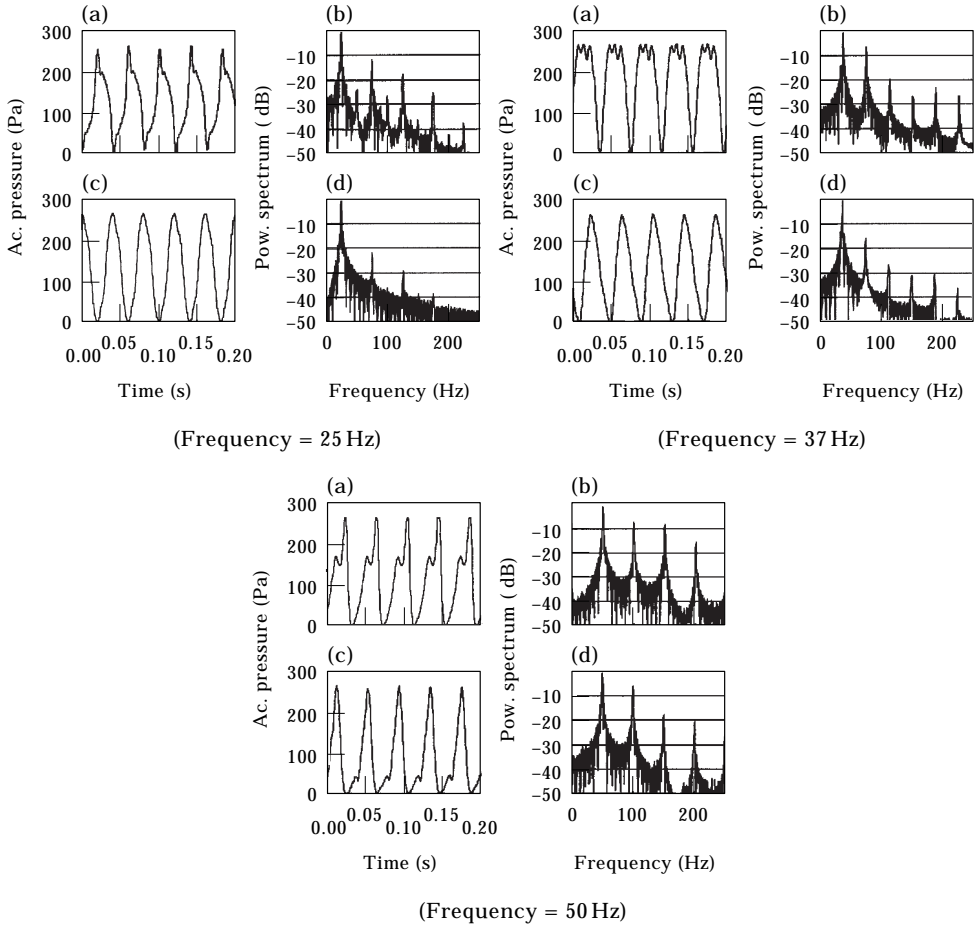 (a) (b) (a) (b)
300 300
−10 −10
200 200
−20 −20
−30 −30
100 100
−40 −40
0 −50 0 −50
(c) (d) (c) (d)
300 300
−10 −10
200 200
−20 −20
−30 −30
100 100
−40 −40
0 −50 0 −50
Ac. pressure (Pa) Pow. spectrum ( dB) Ac. pressure (Pa) Pow. spectrum ( dB)
0.05 0.15 0 200 0.05 0.15 0 200
0.00 0.10 0.20 0.00 0.10 0.20
Time (s) Frequency (Hz) Time (s) Frequency (Hz)
(Frequency = 25 Hz) (Frequency = 37 Hz)
(a) (b)
300
−10
200
−20
−30
100
−40
0 −50
(c) (d)
300
−10
200
−20
−30
100
−40
0 −50
Ac. pressure (Pa) Pow. spectrum ( dB)
0.05 0.15 0 100 200
0.00 0.10 0.20
Time (s) Frequency (Hz)
(Frequency = 50 Hz)